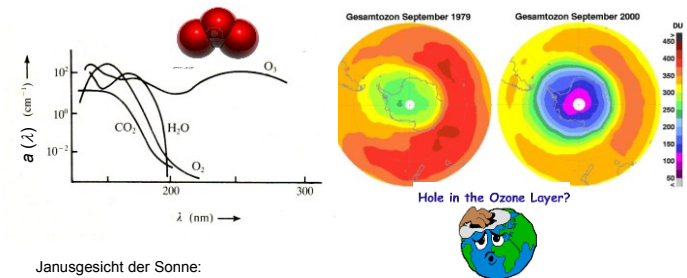 a (λ) (cm⁻¹) ⟶
10²
10⁰
10⁻²
O₃
H₂O
CO₂
O₂
200
300
λ (nm) ⟶
Gesamtozon September 1979
Gesamtozon September 2000
DU
>
450
400
350
300
250
200
150
100
50
<
Hole in the Ozone Layer?
Janusgesicht der Sonne: